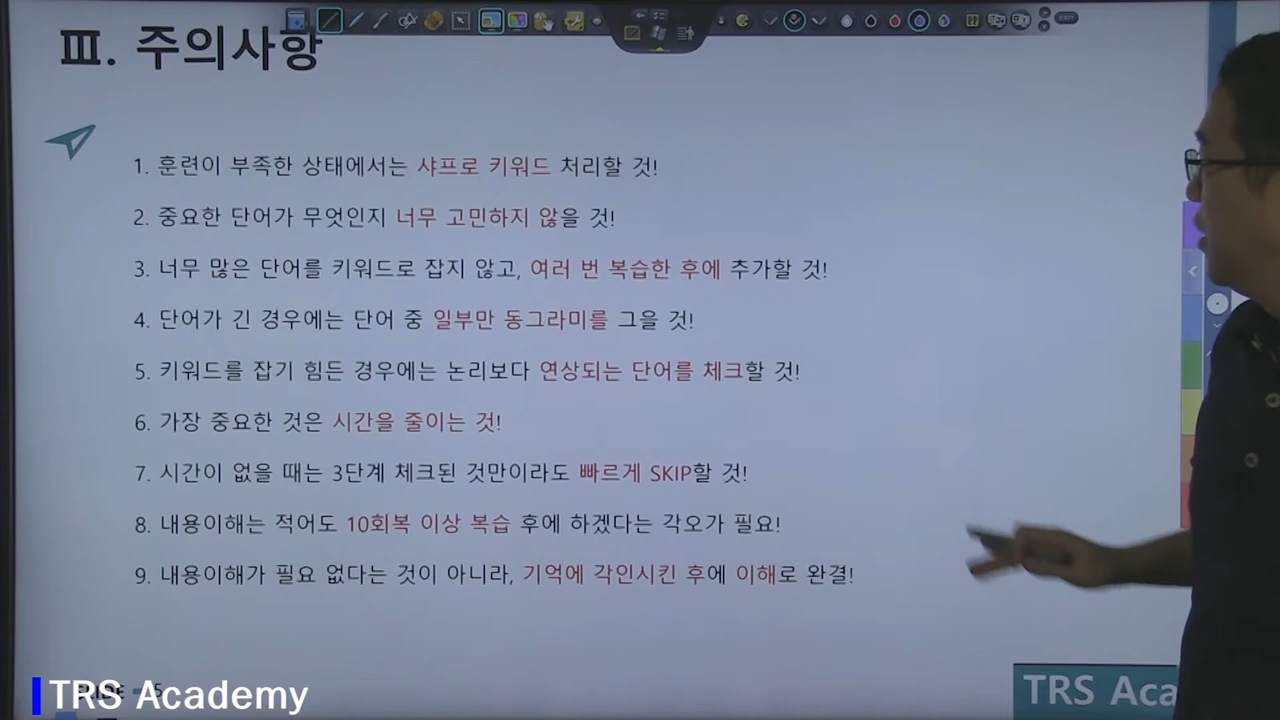 EXIT
Ⅲ. 주의사항
1. 훈련이 부족한 상태에서는 샤프로 키워드 처리할 것!
2. 중요한 단어가 무엇인지 너무 고민하지 않을 것!
3. 너무 많은 단어를 키워드로 잡지 않고, 여러 번 복습한 후에 추가할 것!
4. 단어가 긴 경우에는 단어 중 일부만 동그라미를 그을 것!
5. 키워드를 잡기 힘든 경우에는 논리보다 연상되는 단어를 체크할 것!
6. 가장 중요한 것은 시간을 줄이는 것!
7. 시간이 없을 때는 3단계 체크된 것만이라도 빠르게 SKIP할 것!
8. 내용이해는 적어도 10회복 이상 복습 후에 하겠다는 각오가 필요!
9. 내용이해가 필요 없다는 것이 아니라, 기억에 각인시킨 후에 이해로 완결!
TRS Academy
TRS Aca